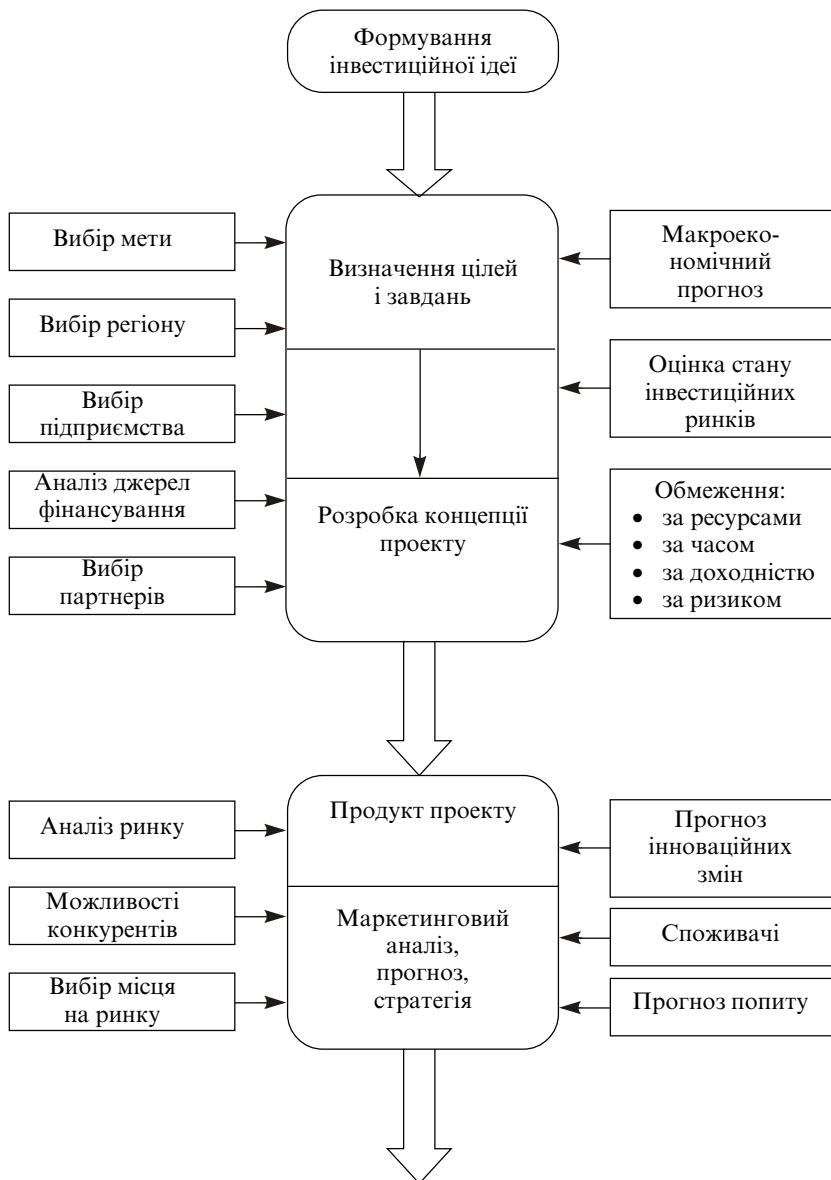 Формування
інвестиційної ідеї
Вибір мети
Вибір регіону
Вибір
підприємства
Аналіз джерел
фінансування
Вибір
партнерів
Визначення цілей
і завдань
Розробка концепції
проекту
Макроеко-
номічний
прогноз
Оцінка стану
інвестиційних
ринків
Обмеження:
• за ресурсами
• за часом
• за доходністю
• за ризиком
Аналіз ринку
Можливості
конкурентів
Вибір місця
на ринку
Продукт проекту
Маркетинговий
аналіз,
прогноз,
стратегія
Прогноз
інноваційних
змін
Споживачі
Прогноз попиту